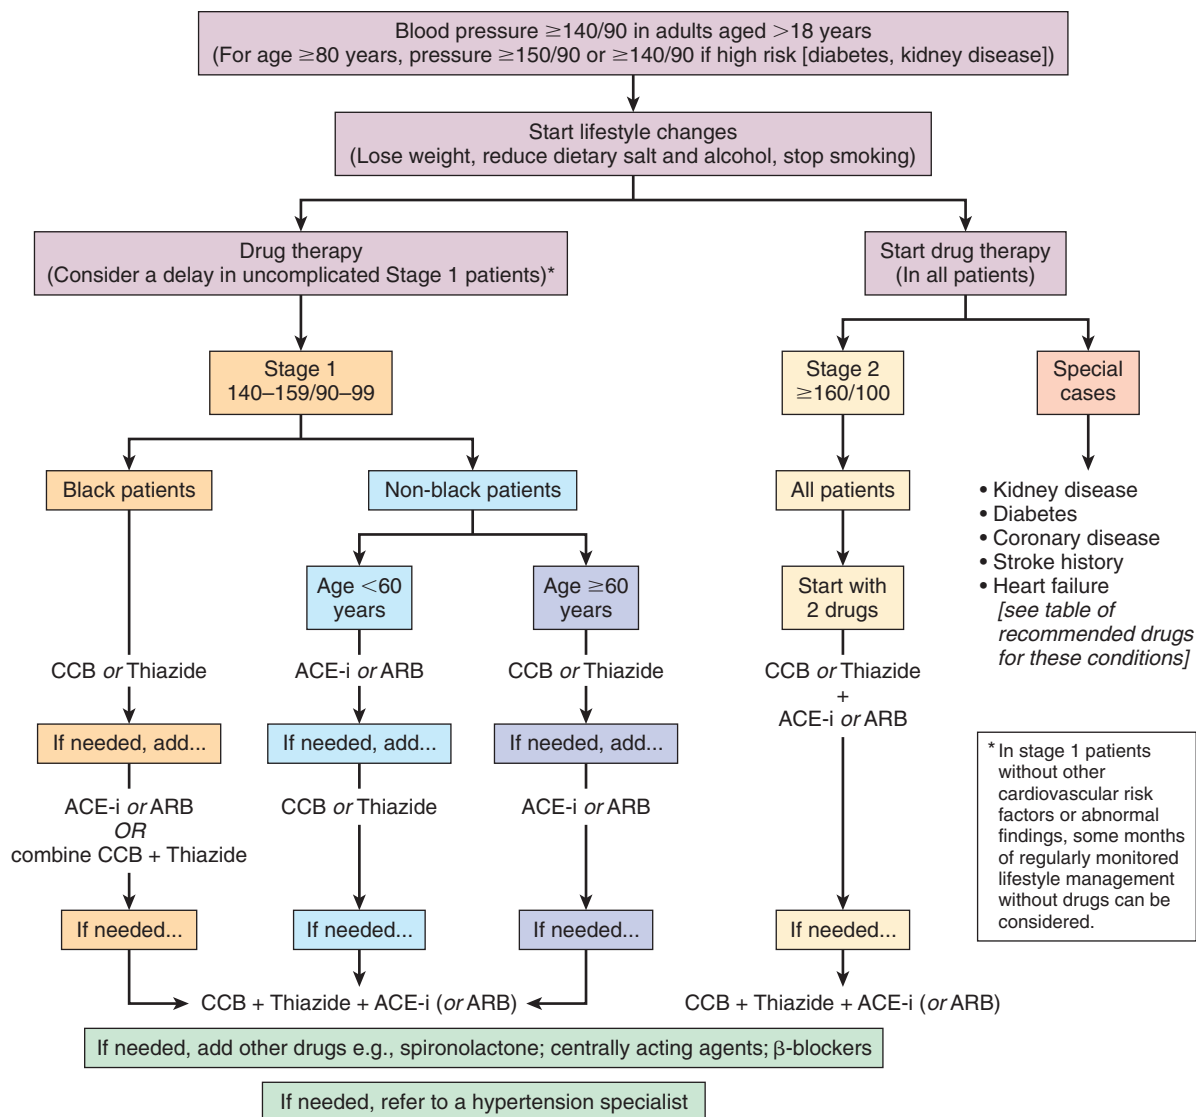 Blood pressure ≥140/90 in adults aged >18 years
(For age ≥80 years, pressure ≥150/90 or ≥140/90 if high risk [diabetes, kidney disease])
Start lifestyle changes
(Lose weight, reduce dietary salt and alcohol, stop smoking)
Drug therapy
(Consider a delay in uncomplicated Stage 1 patients)*
Start drug therapy
(In all patients)
Stage 1
140–159/90–99
Stage 2
≥160/100
Special
cases
Black patients
Non-black patients
All patients
• Kidney disease
• Diabetes
• Coronary disease
• Stroke history
• Heart failure
[see table of
recommended drugs
for these conditions]
Age <60
years
Age ≥60
years
Start with
2 drugs
CCB or Thiazide
ACE-i or ARB
CCB or Thiazide
CCB or Thiazide
+
ACE-i or ARB
If needed, add...
If needed, add...
If needed, add...
ACE-i or ARB
OR
combine CCB + Thiazide
CCB or Thiazide
ACE-i or ARB
* In stage 1 patients
without other
cardiovascular risk
factors or abnormal
findings, some months
of regularly monitored
lifestyle management
without drugs can be
considered.
If needed...
If needed...
If needed...
If needed...
CCB + Thiazide + ACE-i (or ARB)
CCB + Thiazide + ACE-i (or ARB)
If needed, add other drugs e.g., spironolactone; centrally acting agents; β-blockers
If needed, refer to a hypertension specialist